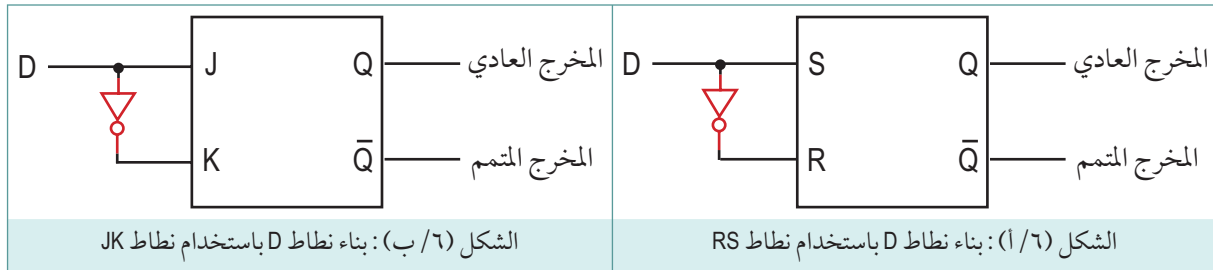 D S Q المخرج العادي
R Q̄ المخرج المتمم
الشكل (٦/ أ): بناء نطاط D باستخدام نطاط RS
D J Q المخرج العادي
K Q̄ المخرج المتمم
الشكل (٦/ ب): بناء نطاط D باستخدام نطاط JK